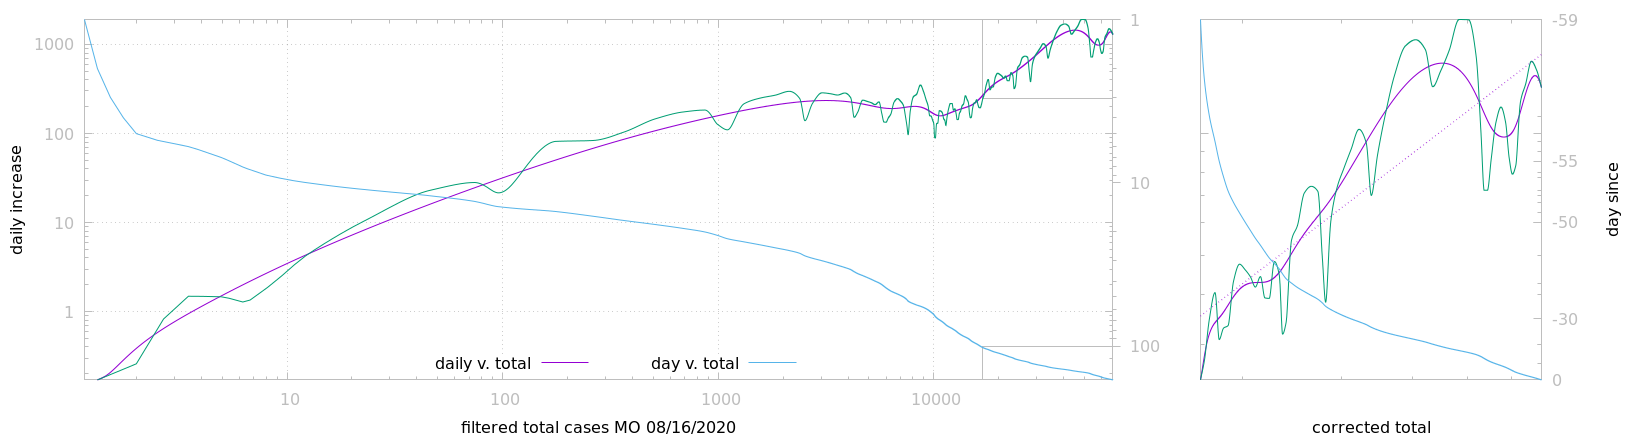 1000
100
10
1
daily increase
10
100
1000
10000
filtered total cases MO 08/16/2020
daily v. total
day v. total
1
10
100
-59
-55
-50
-30
0
day since
corrected total